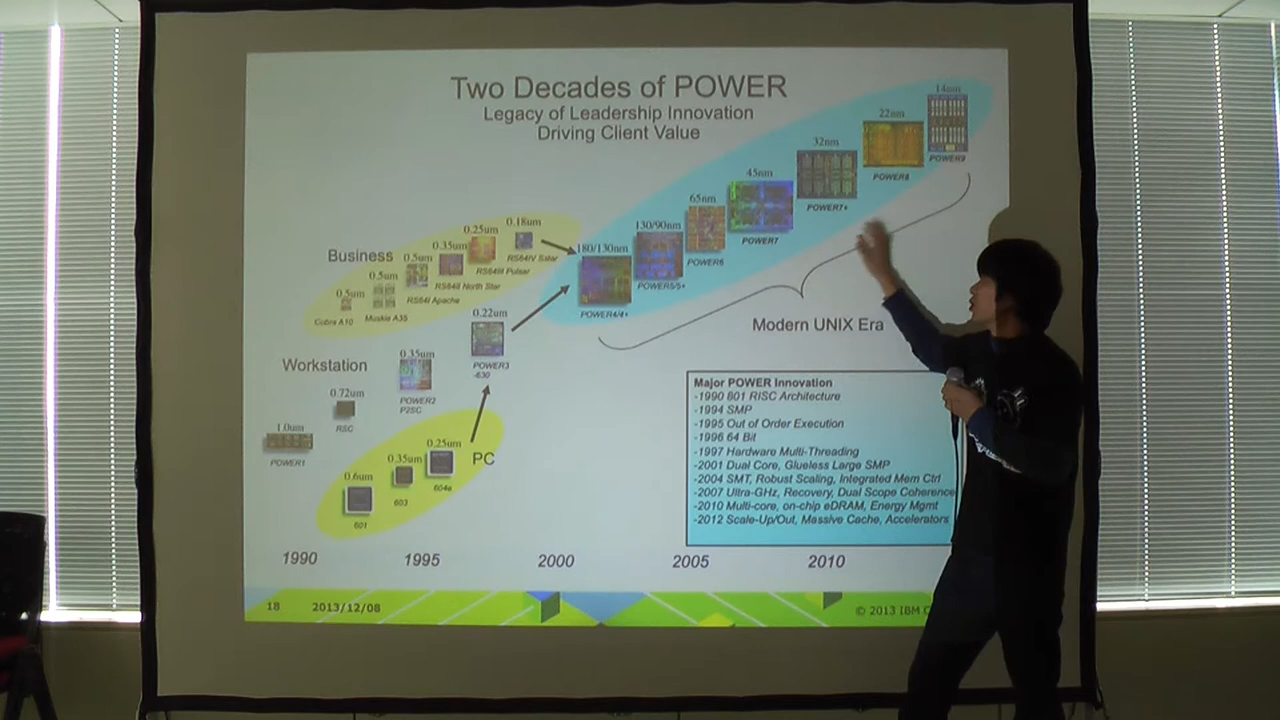 Two Decades of POWER
Legacy of Leadership Innovation
Driving Client Value
14nm
POWER9
22nm
POWER8
32nm
POWER7+
45nm
POWER7
65nm
POWER6
130/90nm
POWER5/5+
180/130nm
POWER4/4+
Business
0.18um
RS64IV Sstar
0.25um
RS64III Pulsar
0.35um
RS64II North Star
0.5um
RS64I Apache
0.5um
Muskie A35
0.5um
Cobra A10
Workstation
0.22um
POWER3
-630
0.35um
POWER2
P2SC
0.72um
RSC
1.0um
POWER1
PC
0.25um
604e
0.35um
603
0.6um
601
Modern UNIX Era
Major POWER Innovation
-1990 801 RISC Architecture
-1994 SMP
-1995 Out of Order Execution
-1996 64 Bit
-1997 Hardware Multi-Threading
-2001 Dual Core, Glueless Large SMP
-2004 SMT, Robust Scaling, Integrated Mem Ctrl
-2007 Ultra-GHz, Recovery, Dual Scope Coherence
-2010 Multi-core, on-chip eDRAM, Energy Mgmt
-2012 Scale-Up/Out, Massive Cache, Accelerators
1990 1995 2000 2005 2010
18 2013/12/08 © 2013 IBM